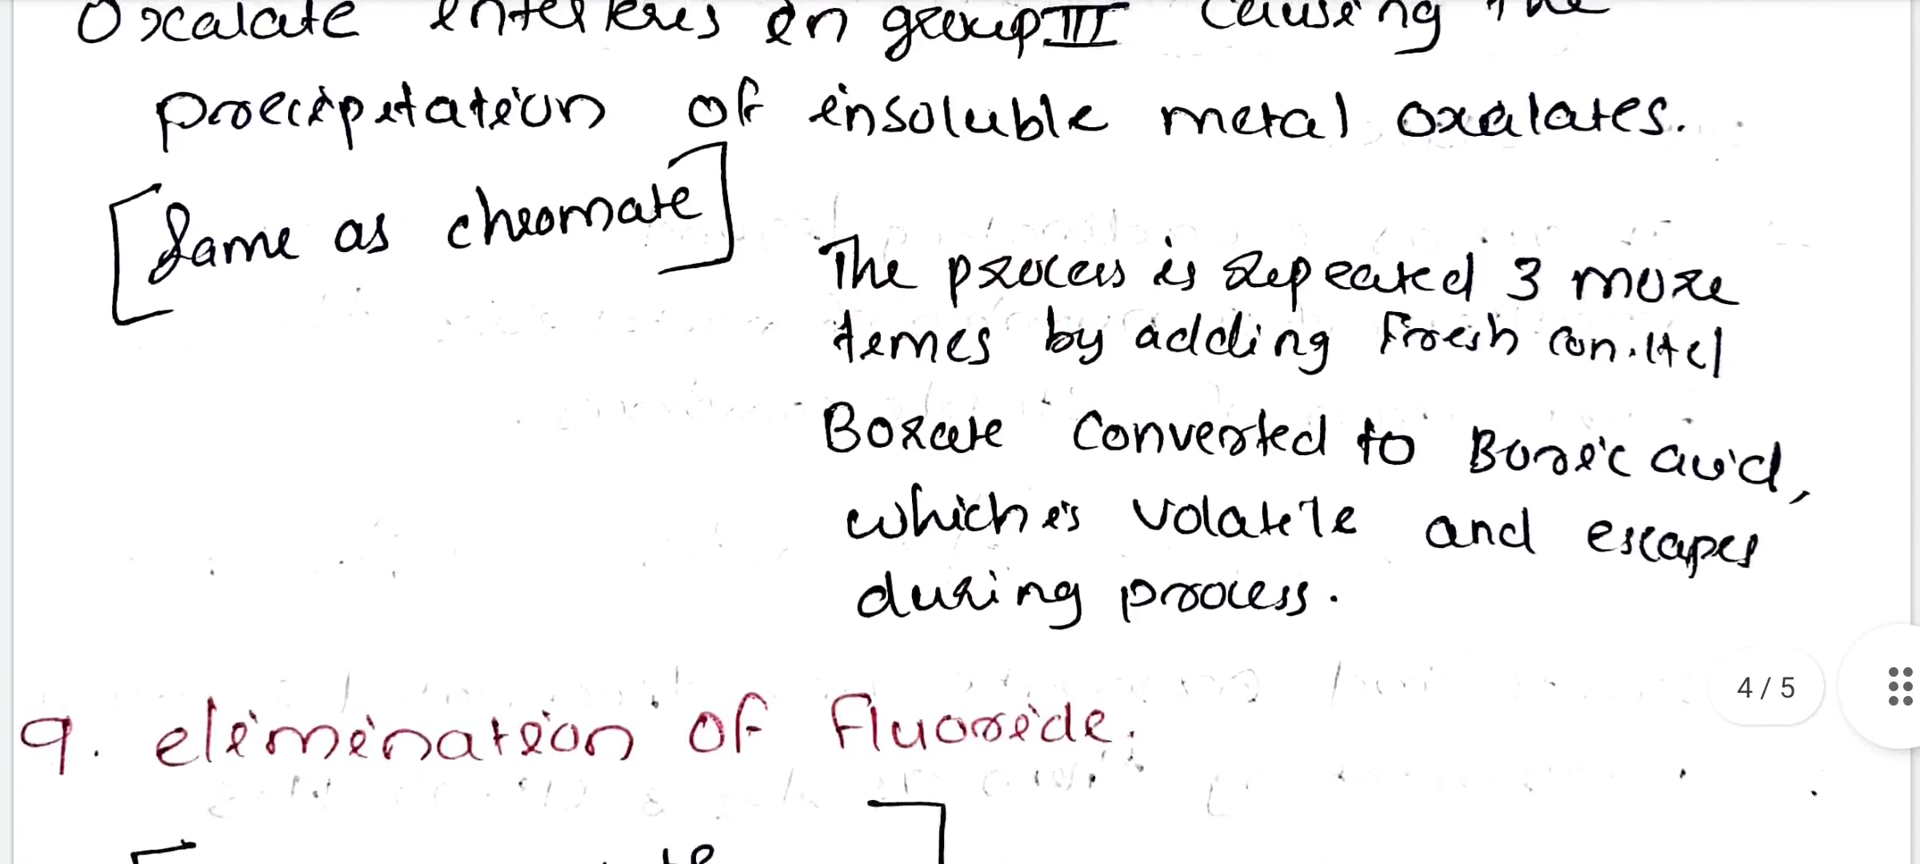 Oxalate interferes in group III causing the
precipitation of insoluble metal oxalates.
[Same as chromate]
The process is repeated 3 more
times by adding Fresh con. HCl
Borate Converted to Boric acid,
which is volatile and escapes
during process.
4 / 5
9. elimination of Fluoride.